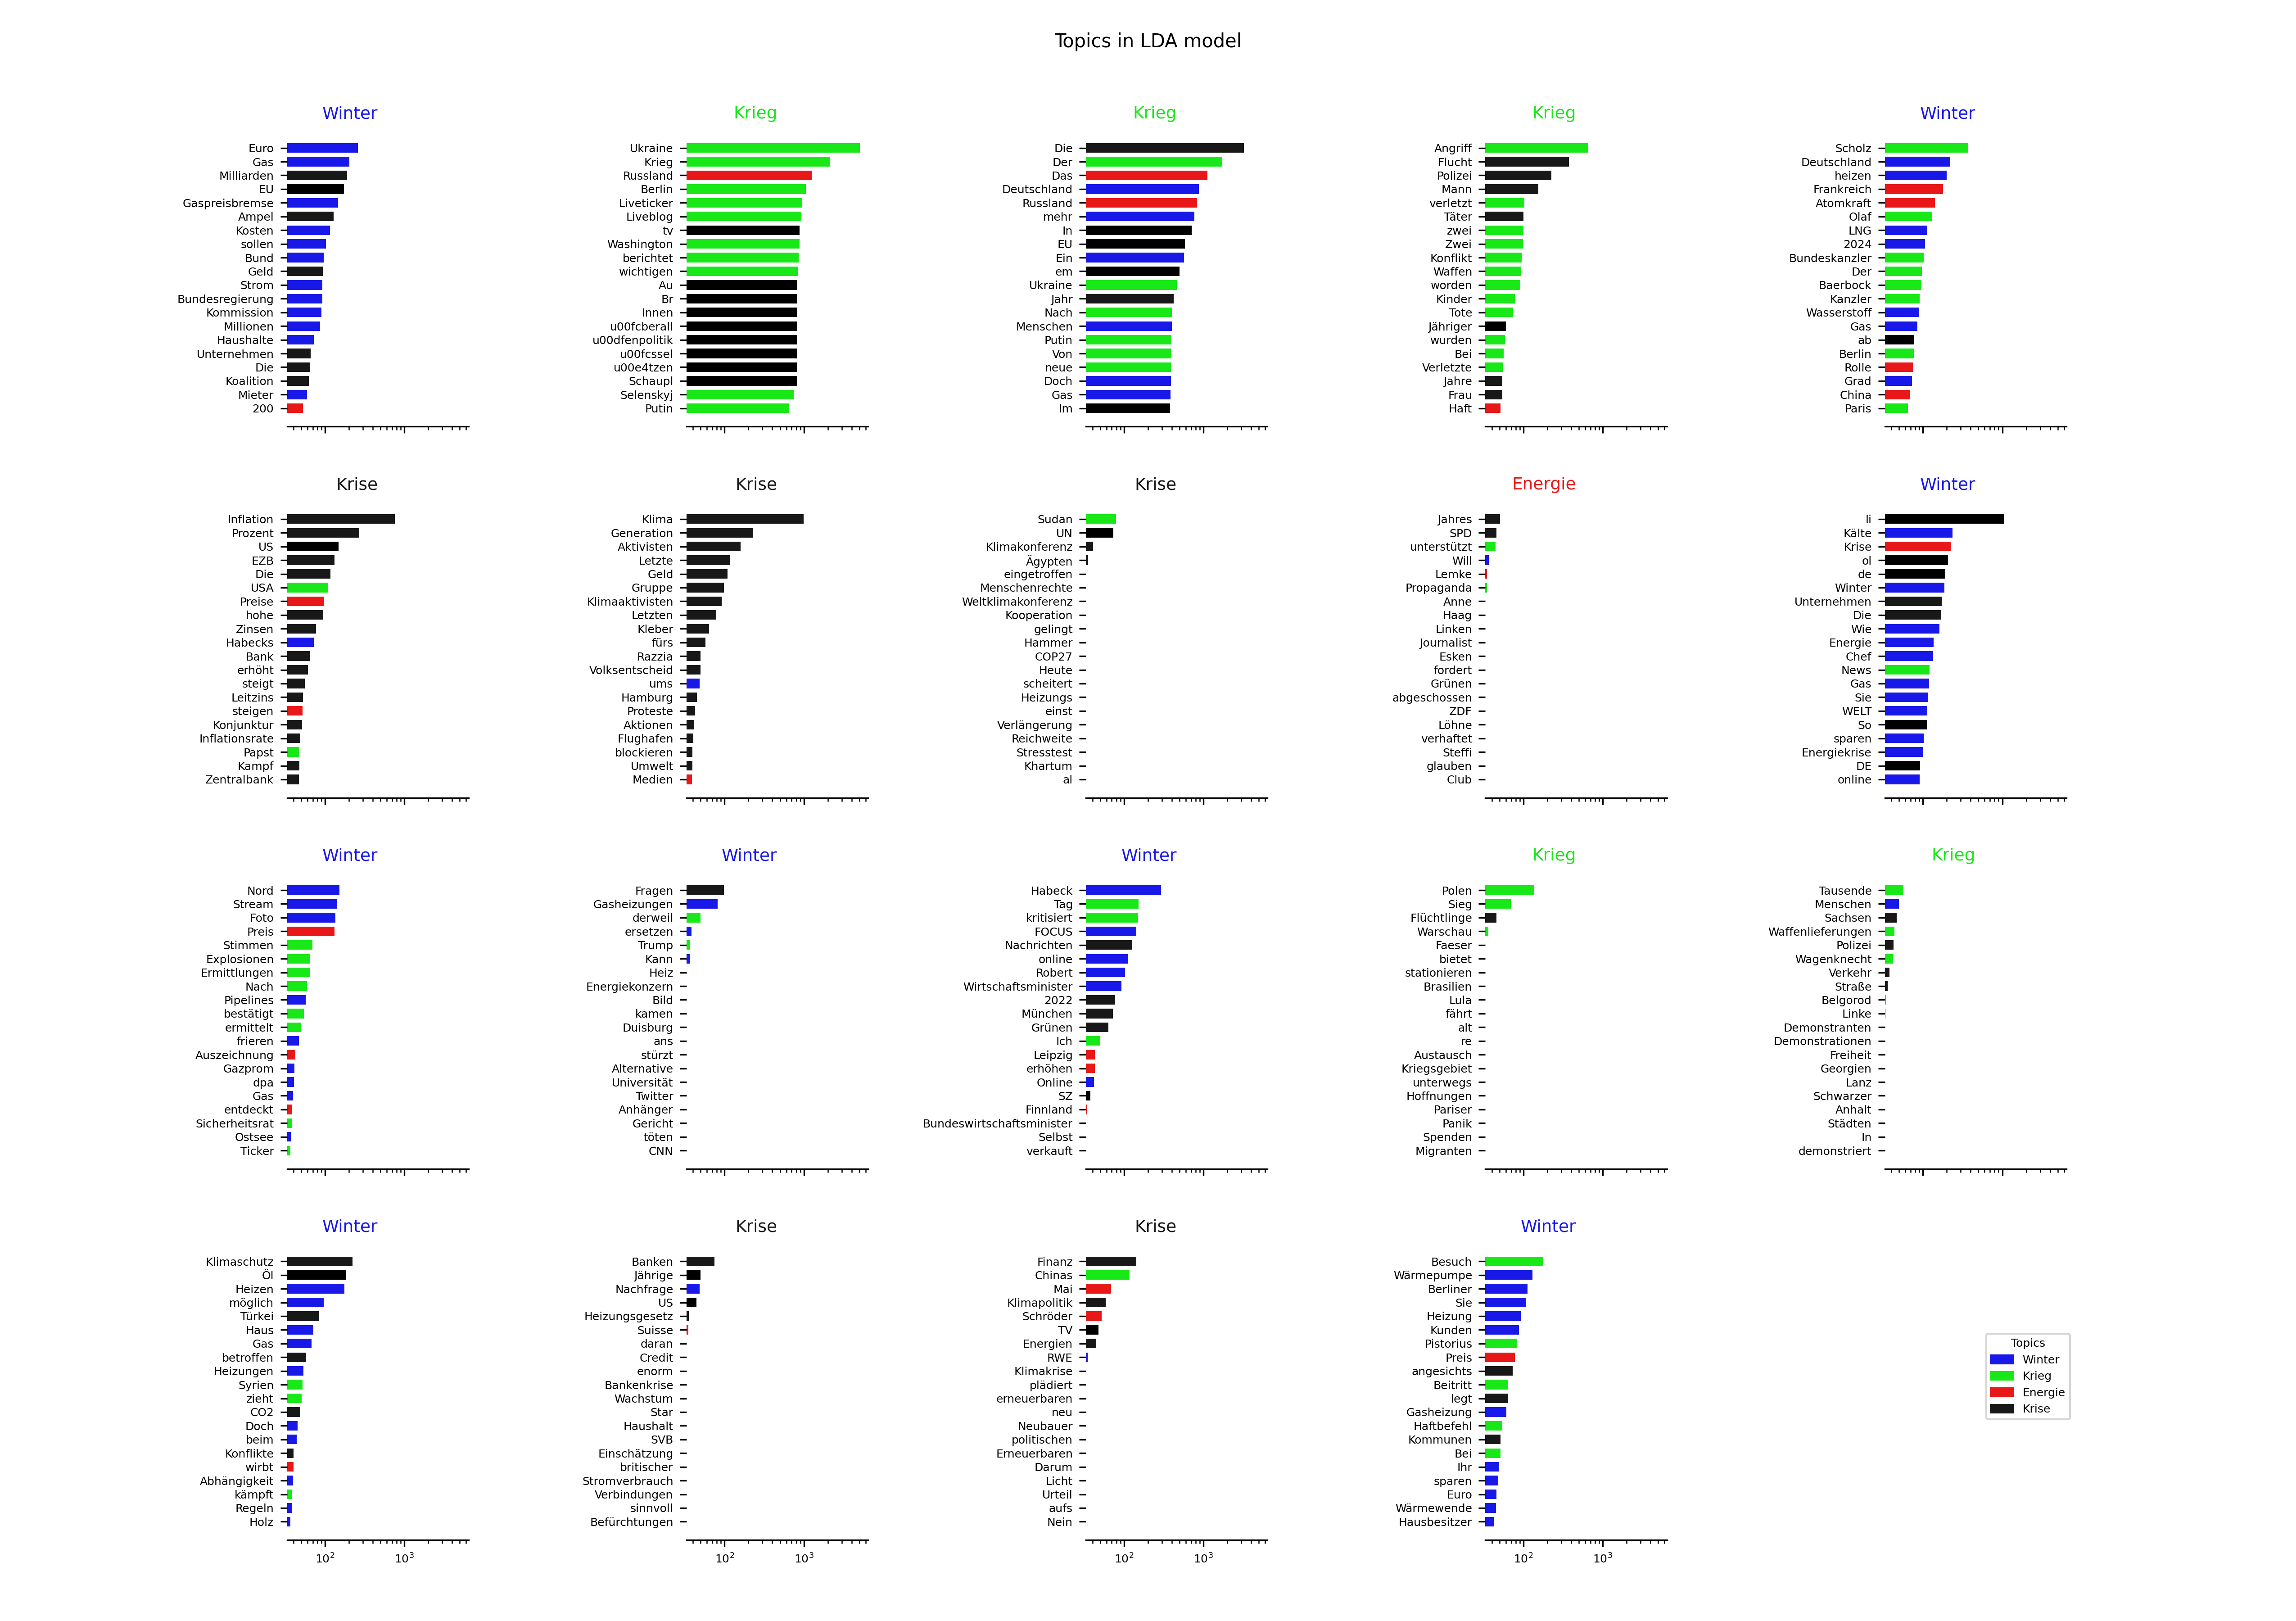 Topics in LDA model
Winter
Euro
Gas
Milliarden
EU
Gaspreisbremse
Ampel
Kosten
sollen
Bund
Geld
Strom
Bundesregierung
Kommission
Millionen
Haushalte
Unternehmen
Die
Koalition
Mieter
200
Krieg
Ukraine
Krieg
Russland
Berlin
Liveticker
Liveblog
tv
Washington
berichtet
wichtigen
Au
Br
Innen
u00fcberall
u00dfenpolitik
u00fcssel
u00e4tzen
Schaupl
Selenskyj
Putin
Krieg
Die
Der
Das
Deutschland
Russland
mehr
In
EU
Ein
em
Ukraine
Jahr
Nach
Menschen
Putin
Von
neue
Doch
Gas
Im
Krieg
Angriff
Flucht
Polizei
Mann
verletzt
Täter
zwei
Zwei
Konflikt
Waffen
worden
Kinder
Tote
Jähriger
wurden
Bei
Verletzte
Jahre
Frau
Haft
Winter
Scholz
Deutschland
heizen
Frankreich
Atomkraft
Olaf
LNG
2024
Bundeskanzler
Der
Baerbock
Kanzler
Wasserstoff
Gas
ab
Berlin
Rolle
Grad
China
Paris
Krise
Inflation
Prozent
US
EZB
Die
USA
Preise
hohe
Zinsen
Habecks
Bank
erhöht
steigt
Leitzins
steigen
Konjunktur
Inflationsrate
Papst
Kampf
Zentralbank
Krise
Klima
Generation
Aktivisten
Letzte
Geld
Gruppe
Klimaaktivisten
Letzten
Kleber
fürs
Razzia
Volksentscheid
ums
Hamburg
Proteste
Aktionen
Flughafen
blockieren
Umwelt
Medien
Krise
Sudan
UN
Klimakonferenz
Ägypten
eingetroffen
Menschenrechte
Weltklimakonferenz
Kooperation
gelingt
Hammer
COP27
Heute
scheitert
Heizungs
einst
Verlängerung
Reichweite
Stresstest
Khartum
al
Energie
Jahres
SPD
unterstützt
Will
Lemke
Propaganda
Anne
Haag
Linken
Journalist
Esken
fordert
Grünen
abgeschossen
ZDF
Löhne
verhaftet
Steffi
glauben
Club
Winter
li
Kälte
Krise
ol
de
Winter
Unternehmen
Die
Wie
Energie
Chef
News
Gas
Sie
WELT
So
sparen
Energiekrise
DE
online
Winter
Nord
Stream
Foto
Preis
Stimmen
Explosionen
Ermittlungen
Nach
Pipelines
bestätigt
ermittelt
frieren
Auszeichnung
Gazprom
dpa
Gas
entdeckt
Sicherheitsrat
Ostsee
Ticker
Winter
Fragen
Gasheizungen
derweil
ersetzen
Trump
Kann
Heiz
Energiekonzern
Bild
kamen
Duisburg
ans
stürzt
Alternative
Universität
Twitter
Anhänger
Gericht
töten
CNN
Winter
Habeck
Tag
kritisiert
FOCUS
Nachrichten
online
Robert
Wirtschaftsminister
2022
München
Grünen
Ich
Leipzig
erhöhen
Online
SZ
Finnland
Bundeswirtschaftsminister
Selbst
verkauft
Krieg
Polen
Sieg
Flüchtlinge
Warschau
Faeser
bietet
stationieren
Brasilien
Lula
fährt
alt
re
Austausch
Kriegsgebiet
unterwegs
Hoffnungen
Pariser
Panik
Spenden
Migranten
Krieg
Tausende
Menschen
Sachsen
Waffenlieferungen
Polizei
Wagenknecht
Verkehr
Straße
Belgorod
Linke
Demonstranten
Demonstrationen
Freiheit
Georgien
Lanz
Schwarzer
Anhalt
Städten
In
demonstriert
Winter
Klimaschutz
Öl
Heizen
möglich
Türkei
Haus
Gas
betroffen
Heizungen
Syrien
zieht
CO2
Doch
beim
Konflikte
wirbt
Abhängigkeit
kämpft
Regeln
Holz
10² 10³
Krise
Banken
Jährige
Nachfrage
US
Heizungsgesetz
Suisse
daran
Credit
enorm
Bankenkrise
Wachstum
Star
Haushalt
SVB
Einschätzung
britischer
Stromverbrauch
Verbindungen
sinnvoll
Befürchtungen
10² 10³
Krise
Finanz
Chinas
Mai
Klimapolitik
Schröder
TV
Energien
RWE
Klimakrise
plädiert
erneuerbaren
neu
Neubauer
politischen
Erneuerbaren
Darum
Licht
Urteil
aufs
Nein
10² 10³
Winter
Besuch
Wärmepumpe
Berliner
Sie
Heizung
Kunden
Pistorius
Preis
angesichts
Beitritt
legt
Gasheizung
Haftbefehl
Kommunen
Bei
Ihr
sparen
Euro
Wärmewende
Hausbesitzer
10² 10³
Topics
Winter
Krieg
Energie
Krise